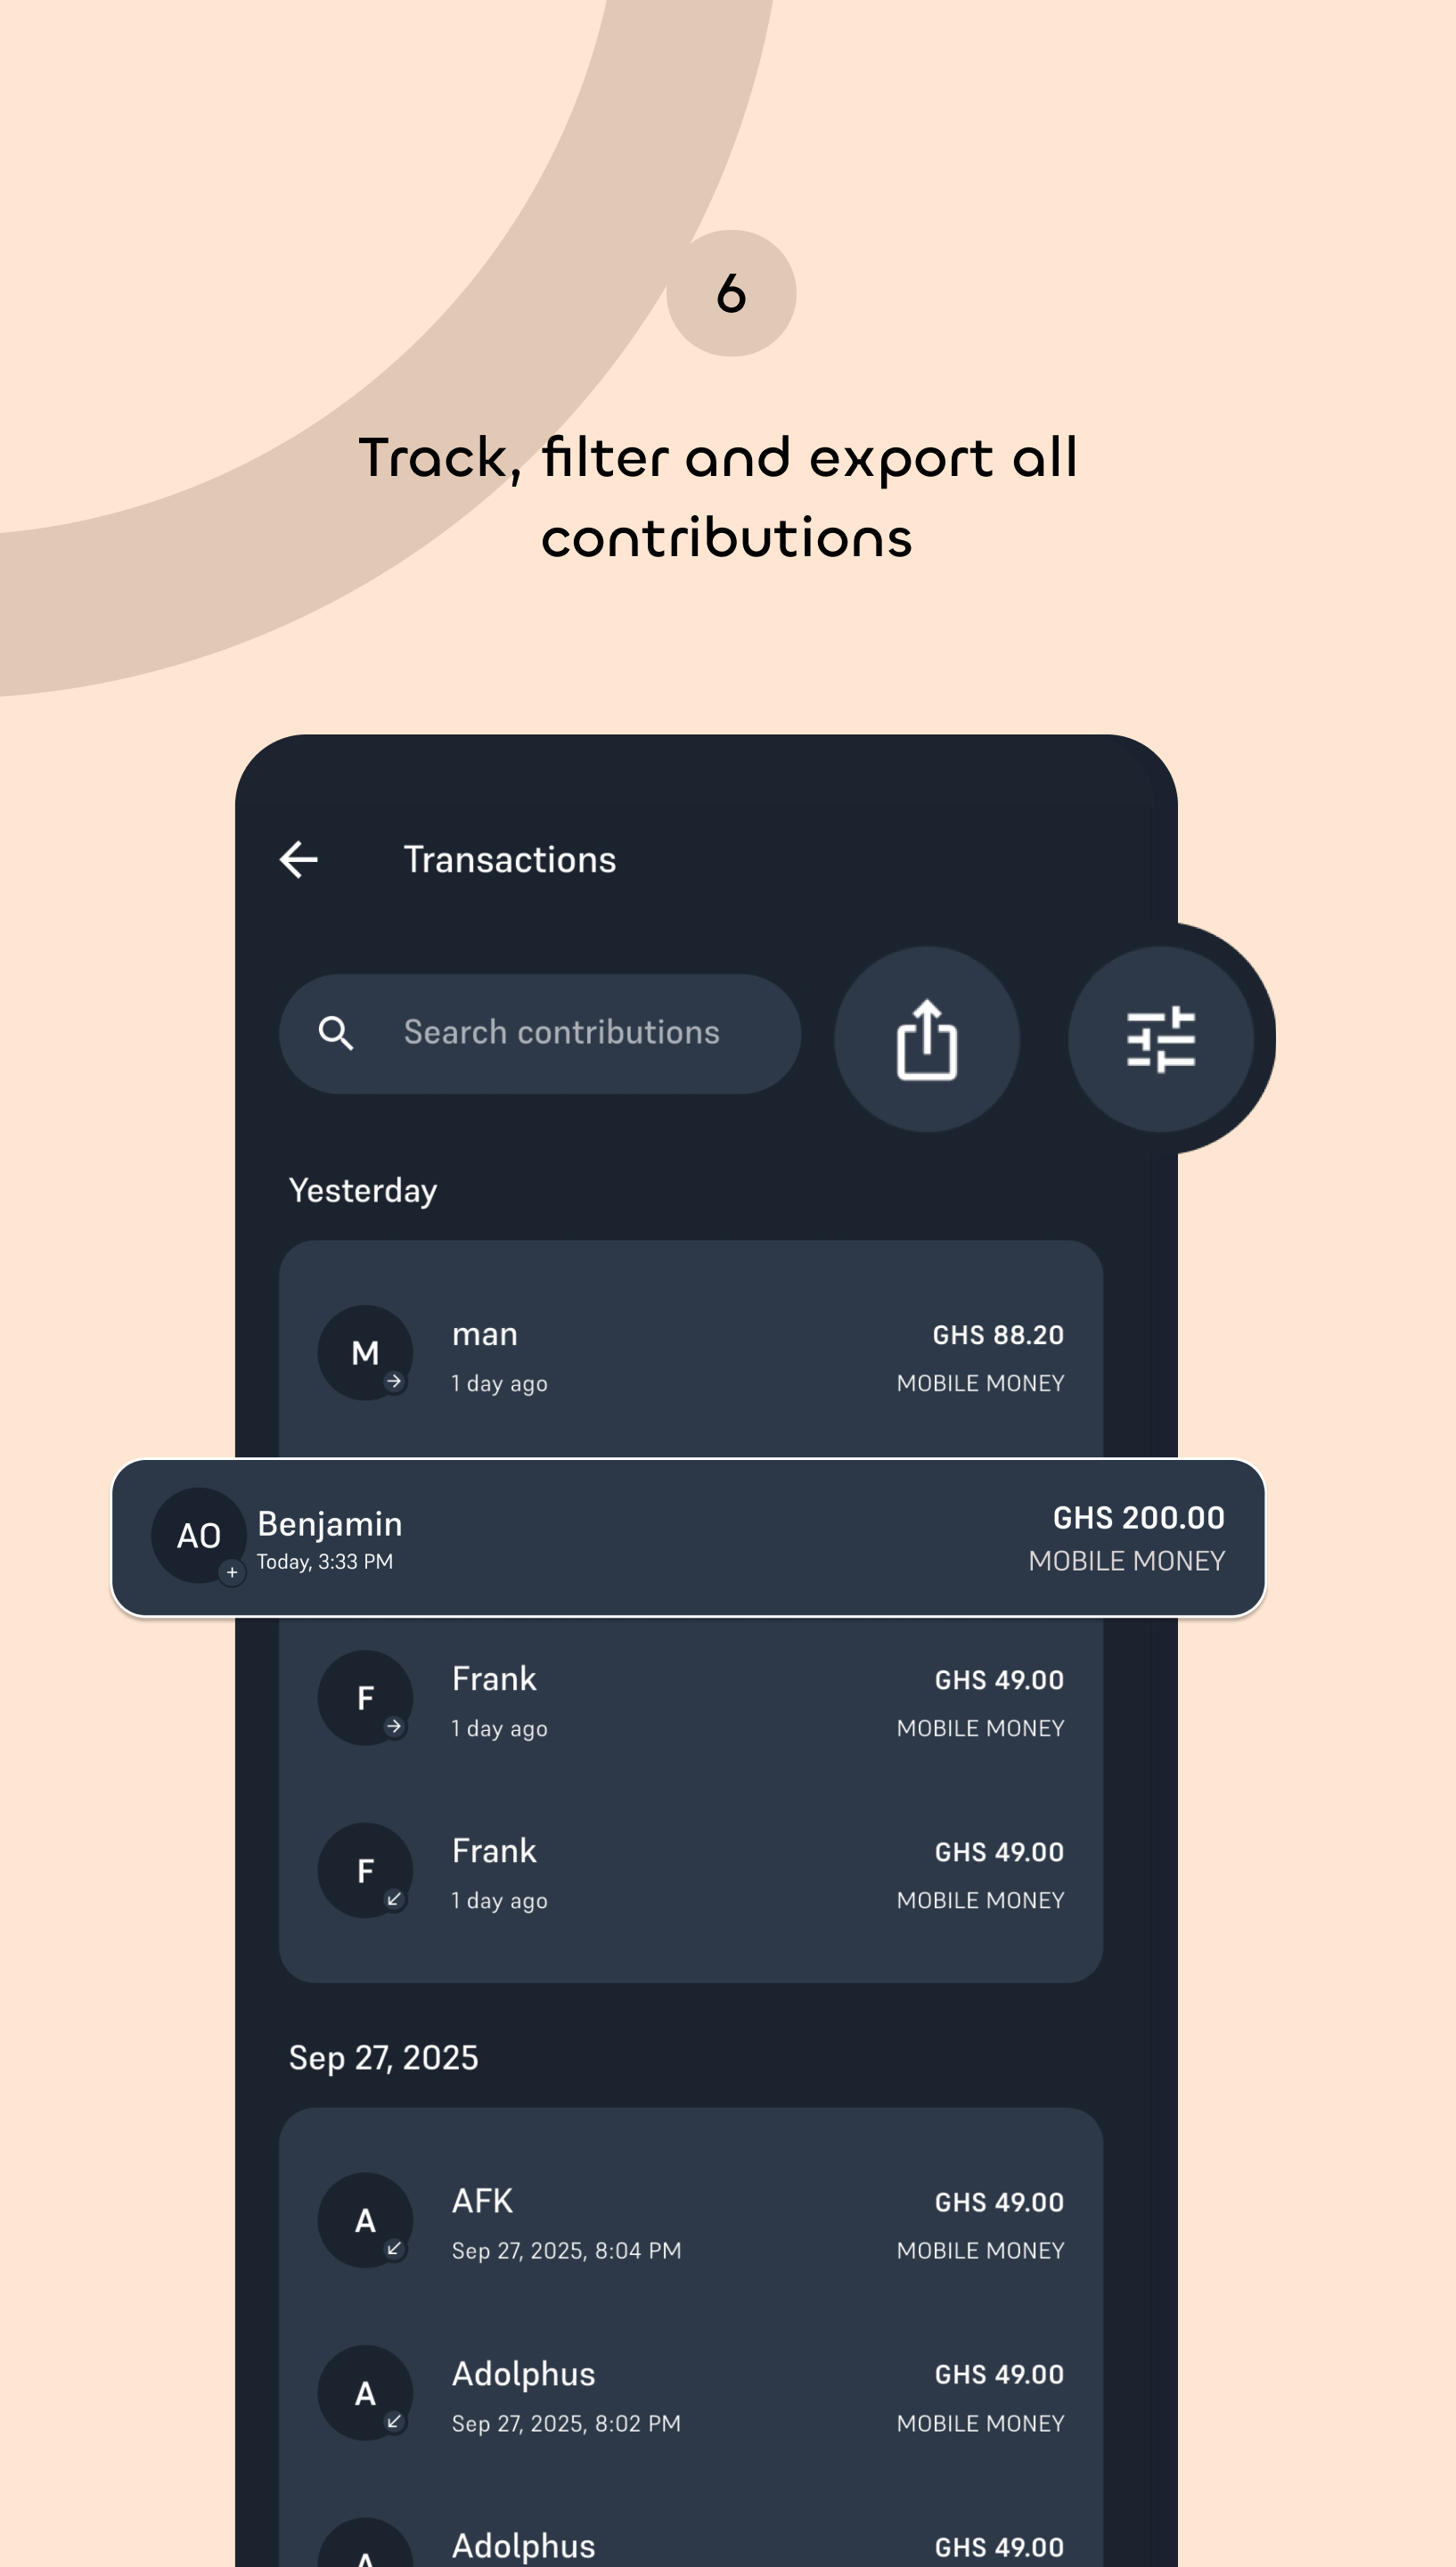 6
Track, filter and export all
contributions
Transactions
Search contributions
Yesterday
M
man
GHS 88.20
1 day ago
MOBILE MONEY
AO
Benjamin
GHS 200.00
Today, 3:33 PM
MOBILE MONEY
F
Frank
GHS 49.00
1 day ago
MOBILE MONEY
F
Frank
GHS 49.00
1 day ago
MOBILE MONEY
Sep 27, 2025
A
AFK
GHS 49.00
Sep 27, 2025, 8:04 PM
MOBILE MONEY
A
Adolphus
GHS 49.00
Sep 27, 2025, 8:02 PM
MOBILE MONEY
A
Adolphus
GHS 49.00